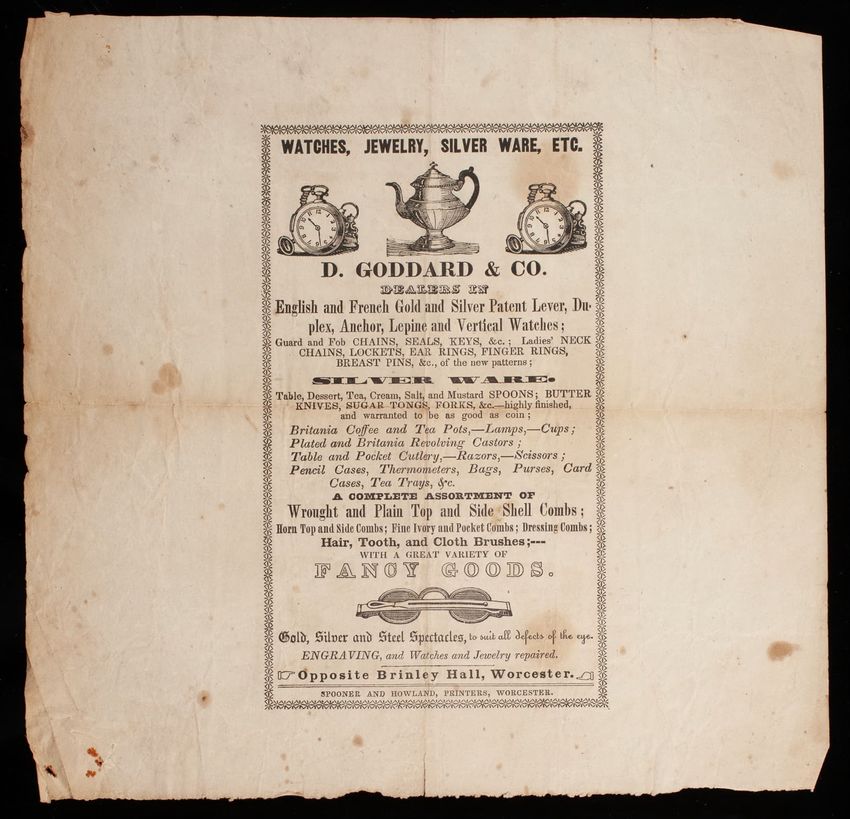 WATCHES, JEWELRY, SILVER WARE, ETC.
D. GODDARD & CO.
DEALERS IN
English and French Gold and Silver Patent Lever, Du-
plex, Anchor, Lepine and Vertical Watches;
Guard and Fob CHAINS, SEALS, KEYS, &c.; Ladies' NECK
CHAINS, LOCKETS, EAR RINGS, FINGER RINGS,
BREAST PINS, &c., of the new patterns;
SILVER WARE.
Table, Dessert, Tea, Cream, Salt, and Mustard SPOONS; BUTTER
KNIVES, SUGAR TONGS, FORKS, &c.—highly finished,
and warranted to be as good as coin;
Britania Coffee and Tea Pots,—Lamps,—Cups;
Plated and Britania Revolving Castors;
Table and Pocket Cutlery,—Razors,—Scissors;
Pencil Cases, Thermometers, Bags, Purses, Card
Cases, Tea Trays, &c.
A COMPLETE ASSORTMENT OF
Wrought and Plain Top and Side Shell Combs;
Horn Top and Side Combs; Fine Ivory and Pocket Combs; Dressing Combs;
Hair, Tooth, and Cloth Brushes;---
WITH A GREAT VARIETY OF
FANCY GOODS.
Gold, Silver and Steel Spectacles, to suit all defects of the eye.
ENGRAVING, and Watches and Jewelry repaired.
☞Opposite Brinley Hall, Worcester.☜
SPOONER AND HOWLAND, PRINTERS, WORCESTER.